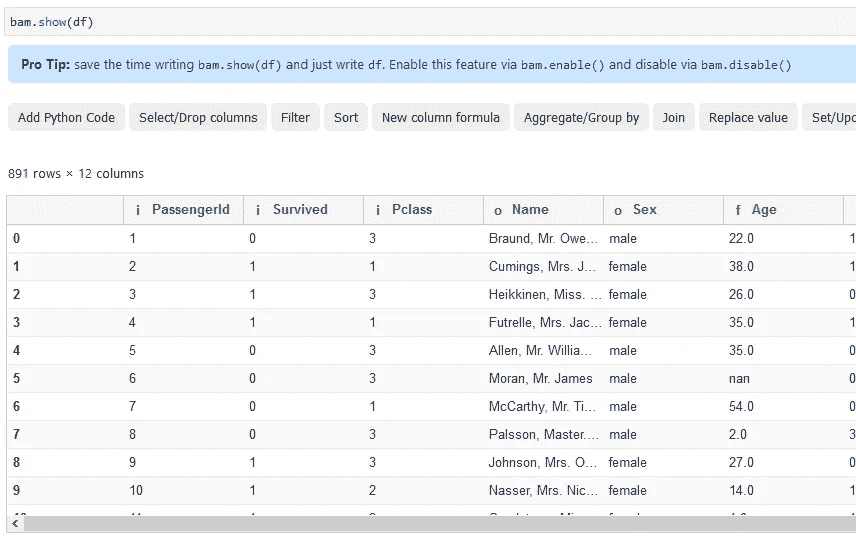 bam.show(df)
Pro Tip: save the time writing bam.show(df) and just write df. Enable this feature via bam.enable() and disable via bam.disable()
Add Python Code Select/Drop columns Filter Sort New column formula Aggregate/Group by Join Replace value Set/Upd
891 rows × 12 columns
i PassengerId i Survived i Pclass o Name o Sex f Age
0 1 0 3 Braund, Mr. Owe... male 22.0 1
1 2 1 1 Cumings, Mrs. J... female 38.0 1
2 3 1 3 Heikkinen, Miss. ... female 26.0 0
3 4 1 1 Futrelle, Mrs. Jac... female 35.0 1
4 5 0 3 Allen, Mr. Willia... male 35.0 0
5 6 0 3 Moran, Mr. James male nan 0
6 7 0 1 McCarthy, Mr. Ti... male 54.0 0
7 8 0 3 Palsson, Master.... male 2.0 3
8 9 1 3 Johnson, Mrs. O... female 27.0 0
9 10 1 2 Nasser, Mrs. Nic... female 14.0 1